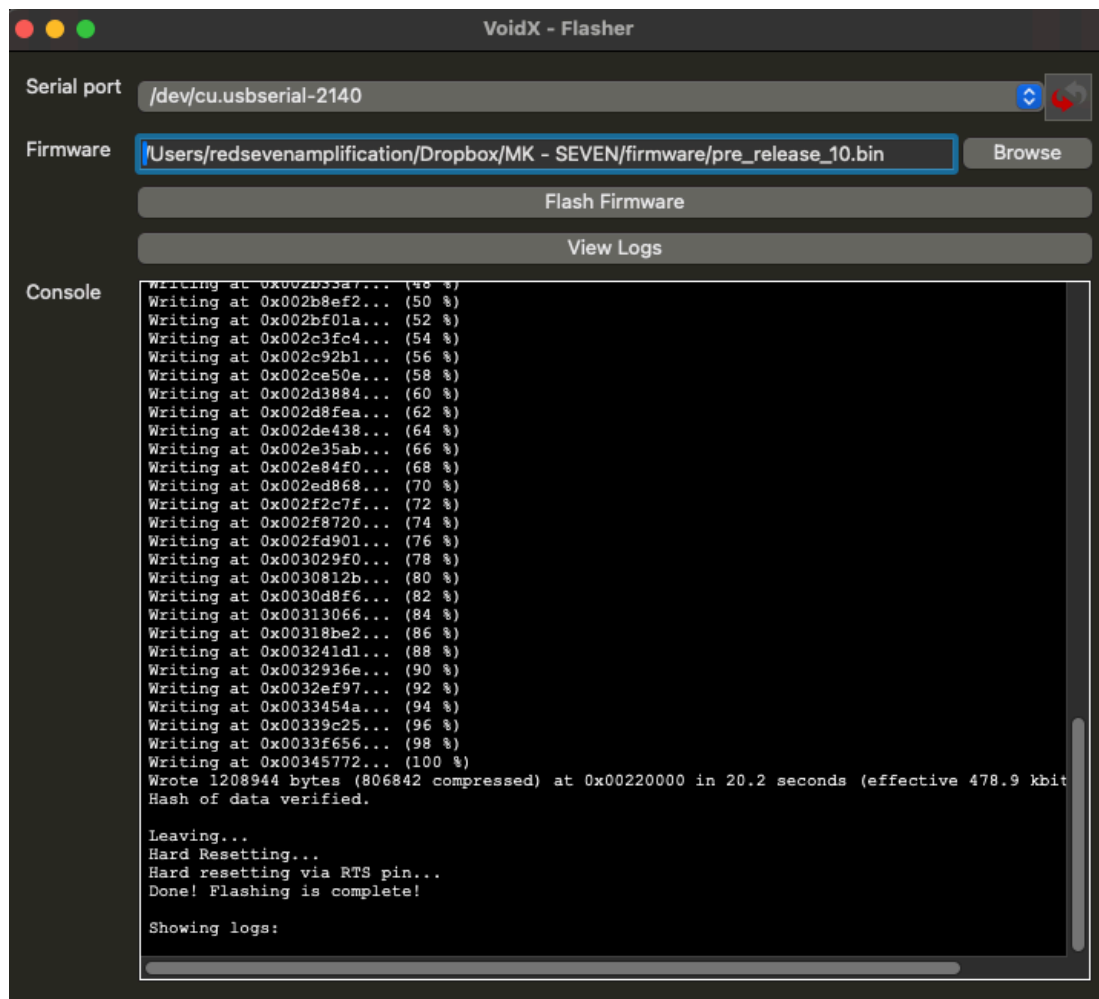 VoidX - Flasher
Serial port
/dev/cu.usbserial-2140
Firmware
/Users/redsevenamplification/Dropbox/MK - SEVEN/firmware/pre_release_10.bin
Browse
Flash Firmware
View Logs
Console
Writing at 0x002b33a7... (48 %)
Writing at 0x002b8ef2... (50 %)
Writing at 0x002bf01a... (52 %)
Writing at 0x002c3fc4... (54 %)
Writing at 0x002c92b1... (56 %)
Writing at 0x002ce50e... (58 %)
Writing at 0x002d3884... (60 %)
Writing at 0x002d8fea... (62 %)
Writing at 0x002de438... (64 %)
Writing at 0x002e35ab... (66 %)
Writing at 0x002e84f0... (68 %)
Writing at 0x002ed868... (70 %)
Writing at 0x002f2c7f... (72 %)
Writing at 0x002f8720... (74 %)
Writing at 0x002fd901... (76 %)
Writing at 0x003029f0... (78 %)
Writing at 0x0030812b... (80 %)
Writing at 0x0030d8f6... (82 %)
Writing at 0x00313066... (84 %)
Writing at 0x00318be2... (86 %)
Writing at 0x003241d1... (88 %)
Writing at 0x0032936e... (90 %)
Writing at 0x0032ef97... (92 %)
Writing at 0x0033454a... (94 %)
Writing at 0x00339c25... (96 %)
Writing at 0x0033f656... (98 %)
Writing at 0x00345772... (100 %)
Wrote 1208944 bytes (806842 compressed) at 0x00220000 in 20.2 seconds (effective 478.9 kbit
Hash of data verified.
Leaving...
Hard Resetting...
Hard resetting via RTS pin...
Done! Flashing is complete!
Showing logs: